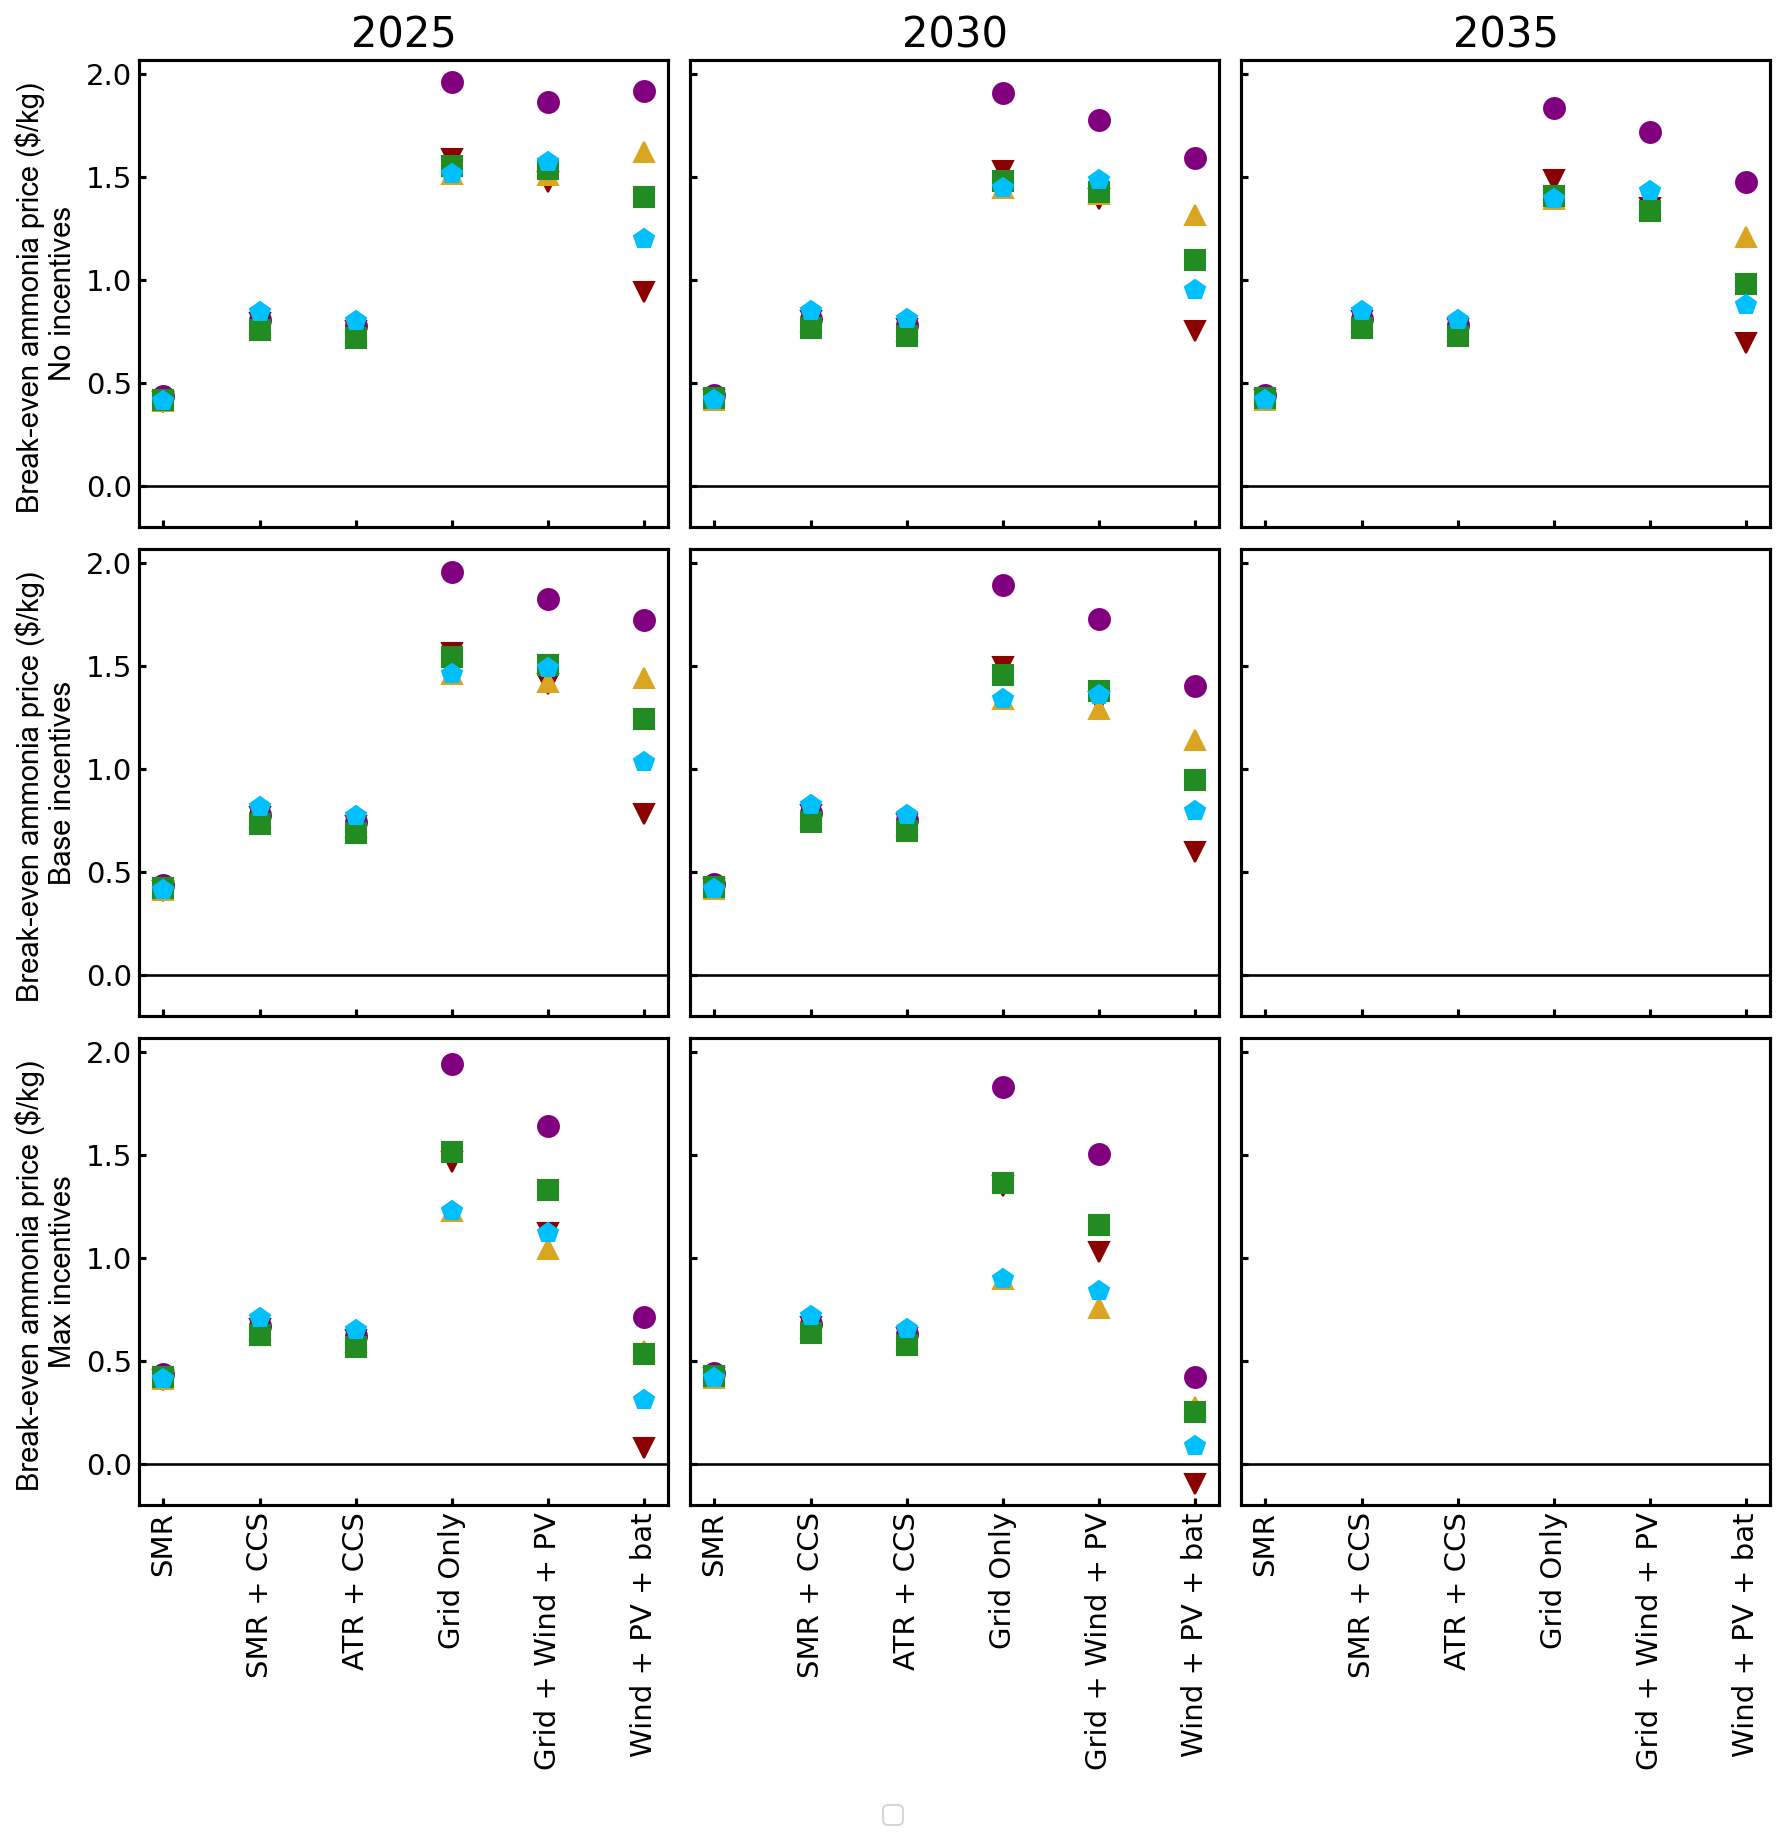 2025
2030
2035
Break-even ammonia price ($/kg)
No incentives
2.0
1.5
1.0
0.5
0.0
Break-even ammonia price ($/kg)
Base incentives
2.0
1.5
1.0
0.5
0.0
Break-even ammonia price ($/kg)
Max incentives
2.0
1.5
1.0
0.5
0.0
SMR
SMR + CCS
ATR + CCS
Grid Only
Grid + Wind + PV
Wind + PV + bat
SMR
SMR + CCS
ATR + CCS
Grid Only
Grid + Wind + PV
Wind + PV + bat
SMR
SMR + CCS
ATR + CCS
Grid Only
Grid + Wind + PV
Wind + PV + bat